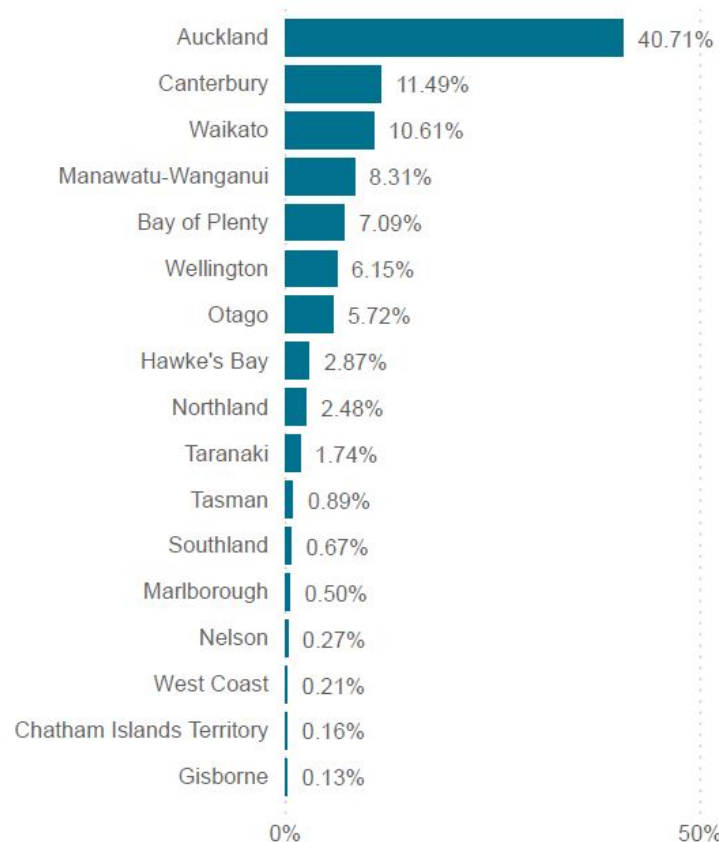 Auckland 40.71%
Canterbury 11.49%
Waikato 10.61%
Manawatu-Wanganui 8.31%
Bay of Plenty 7.09%
Wellington 6.15%
Otago 5.72%
Hawke's Bay 2.87%
Northland 2.48%
Taranaki 1.74%
Tasman 0.89%
Southland 0.67%
Marlborough 0.50%
Nelson 0.27%
West Coast 0.21%
Chatham Islands Territory 0.16%
Gisborne 0.13%
0% 50%